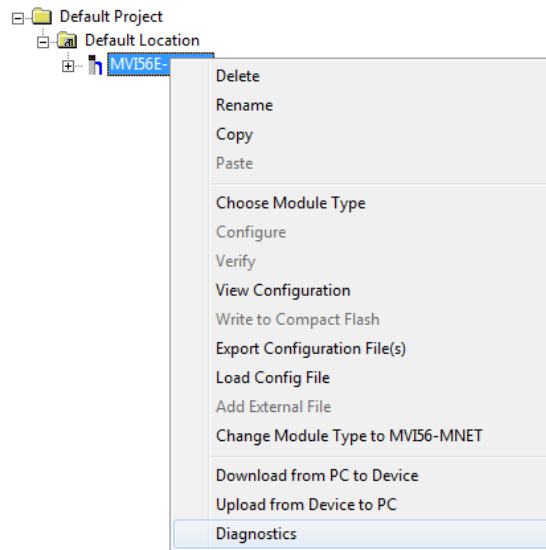 Default Project
Default Location
MVI56E-
Delete
Rename
Copy
Paste
Choose Module Type
Configure
Verify
View Configuration
Write to Compact Flash
Export Configuration File(s)
Load Config File
Add External File
Change Module Type to MVI56-MNET
Download from PC to Device
Upload from Device to PC
Diagnostics